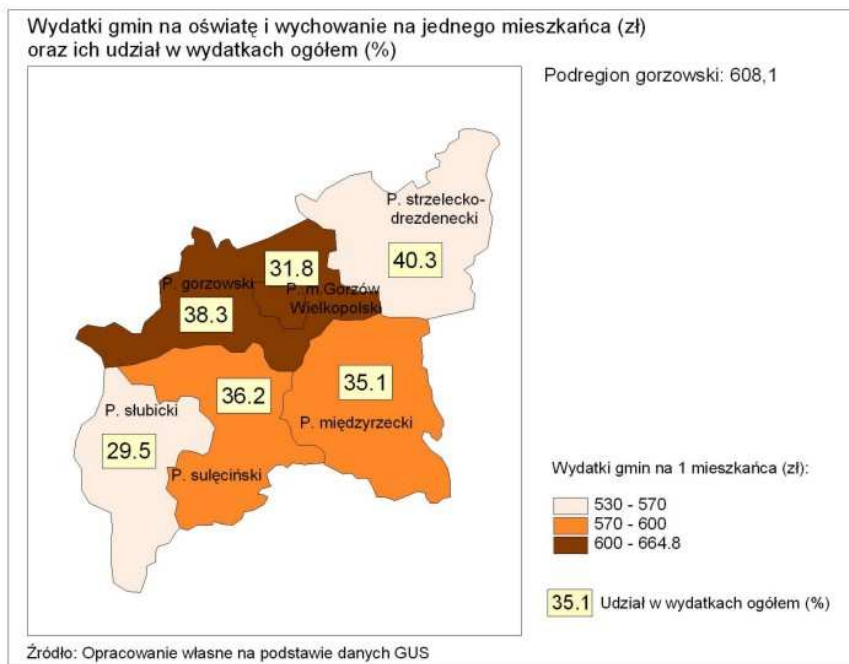 Wydatki gmin na oświatę i wychowanie na jednego mieszkańca (zł)
oraz ich udział w wydatkach ogółem (%)
Podregion gorzowski: 608,1
P. strzelecko-
drezdenecki
40.3
31.8
P. gorzowski
P. m.Gorzów
Wielkopolski
38.3
36.2
35.1
P. słubicki
P. międzyrzecki
29.5
P. sulęciński
Wydatki gmin na 1 mieszkańca (zł):
530 - 570
570 - 600
600 - 664.8
35.1 Udział w wydatkach ogółem (%)
Źródło: Opracowanie własne na podstawie danych GUS